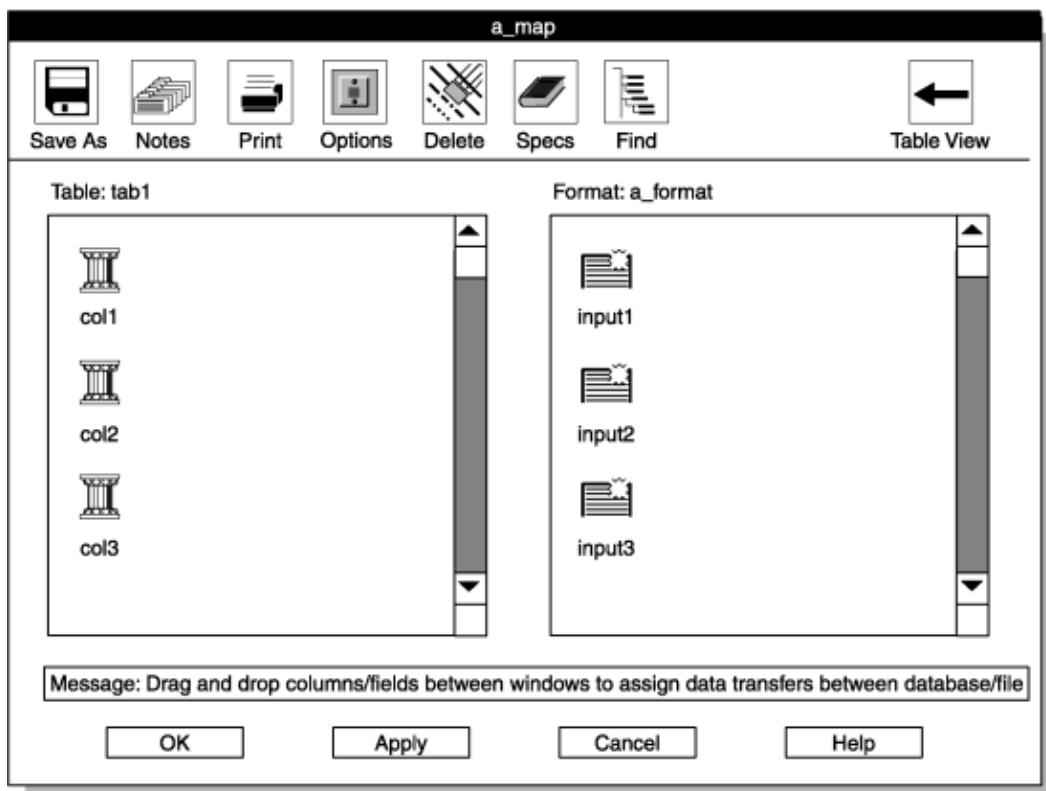 a_map
Save As Notes Print Options Delete Specs Find Table View
Table: tab1 Format: a_format
col1 input1
col2 input2
col3 input3
Message: Drag and drop columns/fields between windows to assign data transfers between database/file
OK Apply Cancel Help